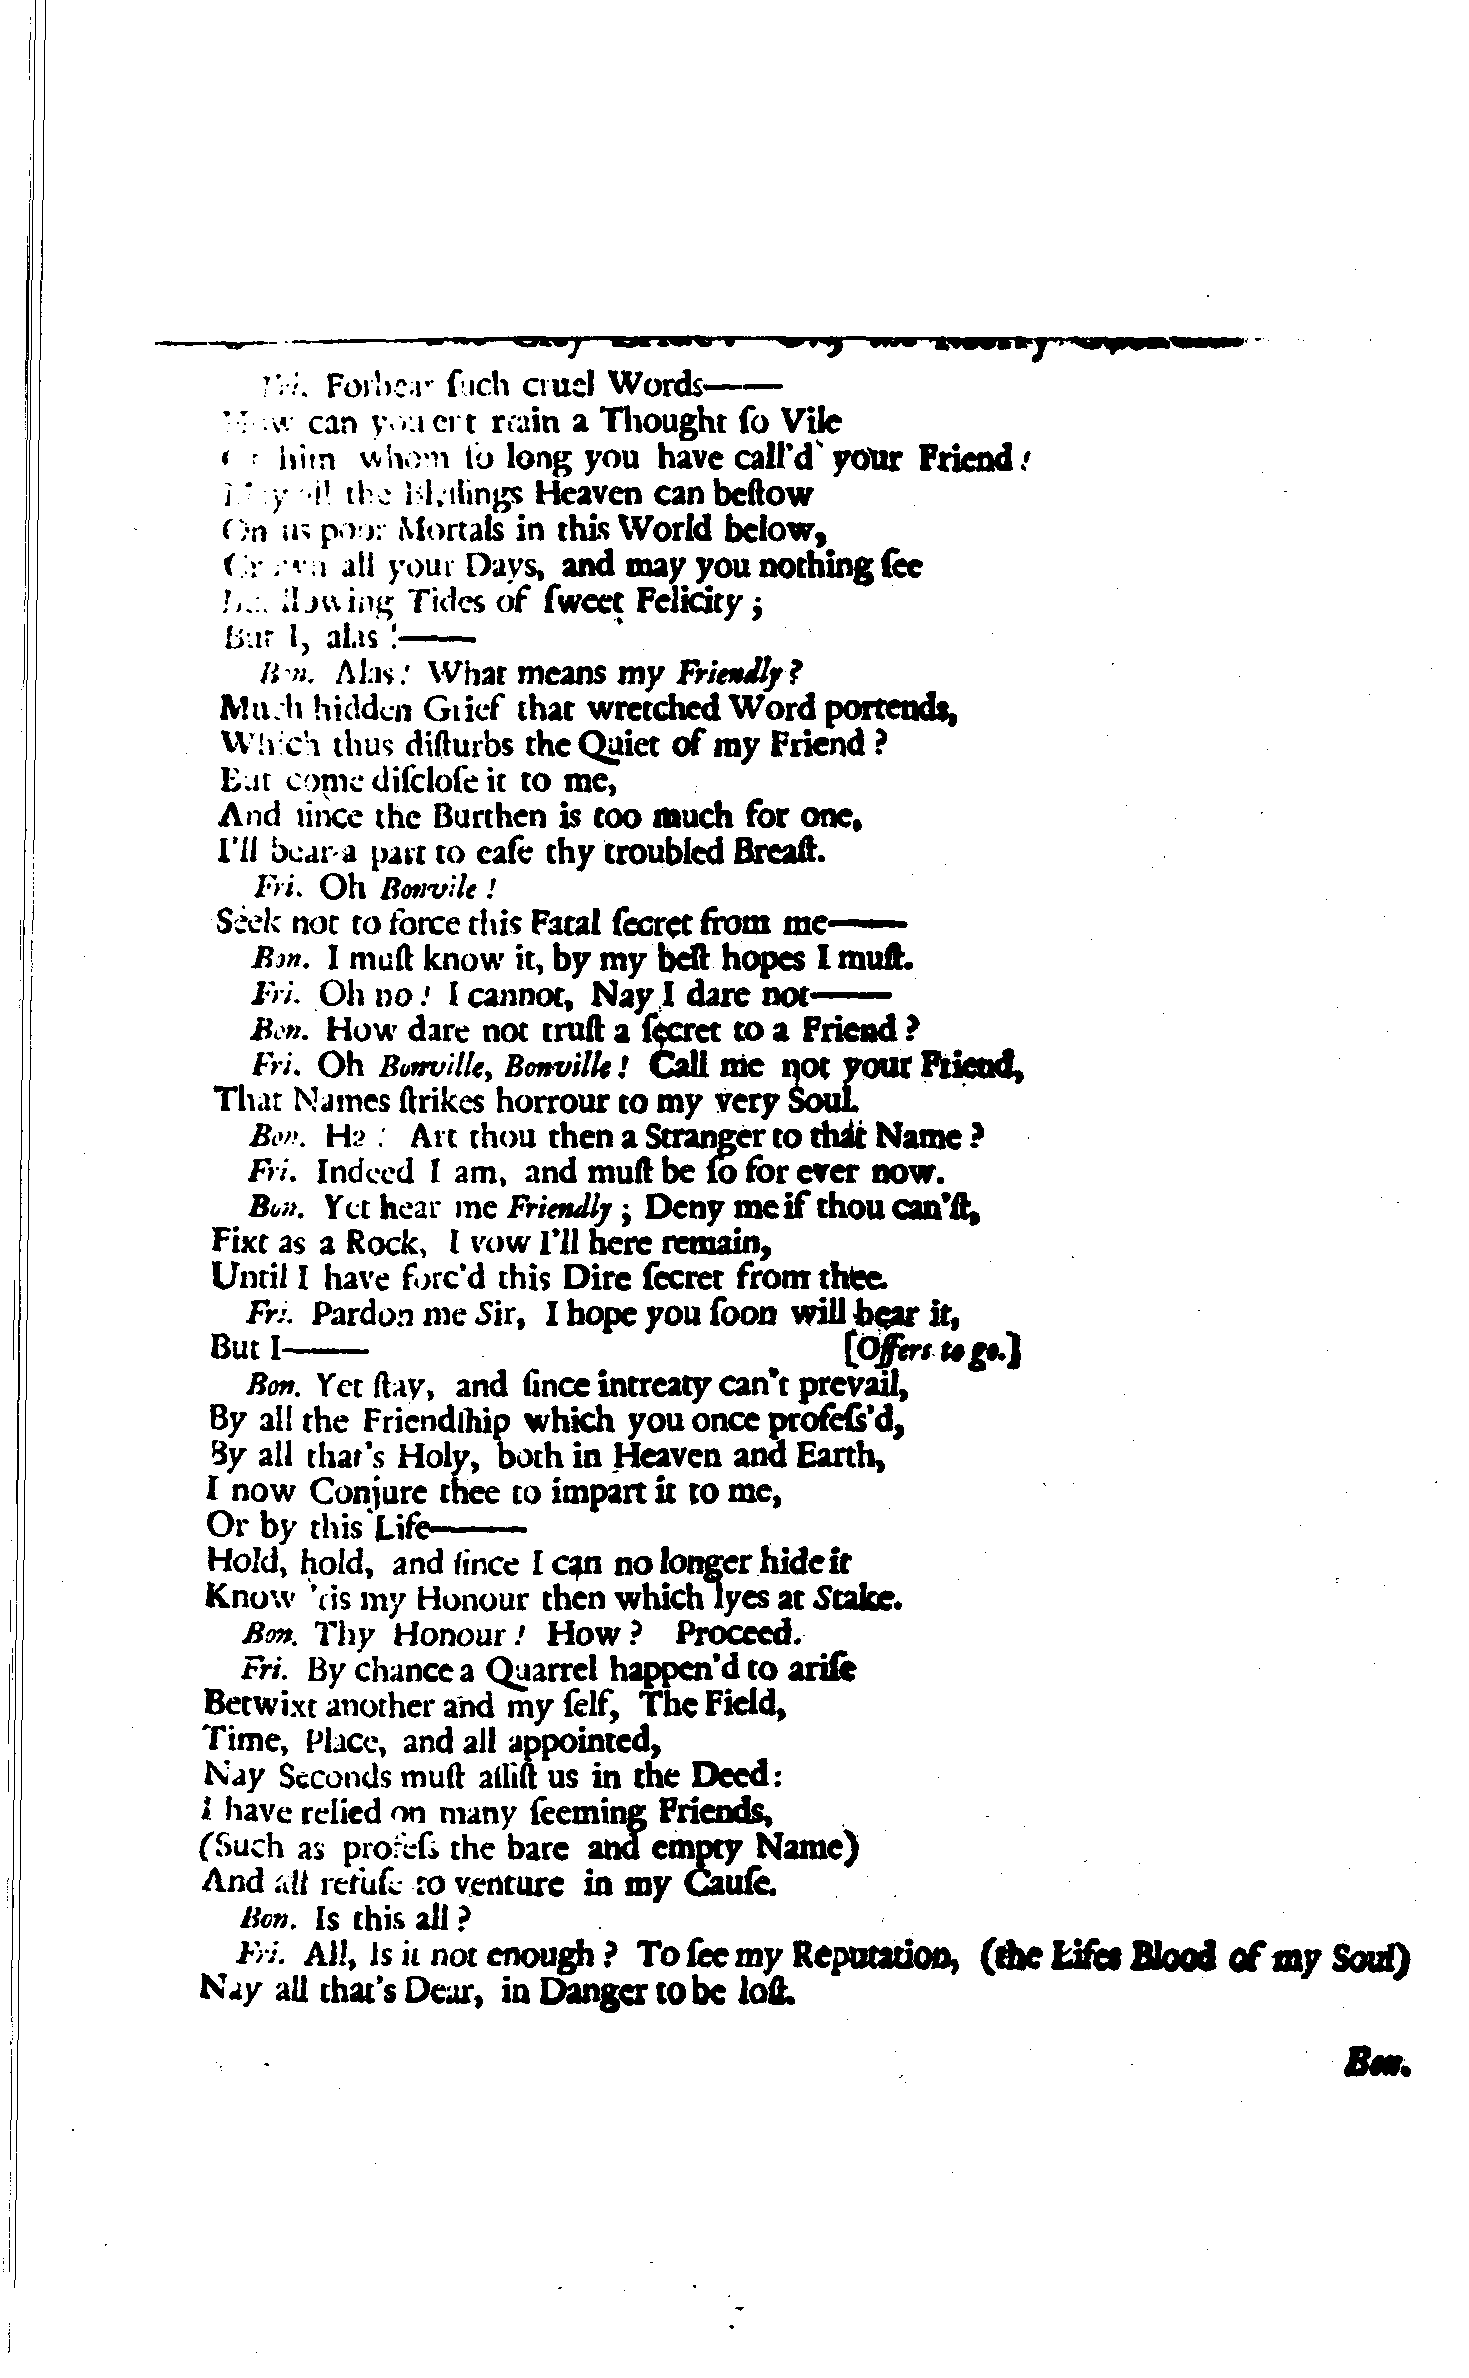 Fri. Forbear ſuch cruel Words——
How can you entertain a Thought ſo Vile
Of him whom ſo long you have call'd your Friend!
May all the Bleſſings Heaven can beſtow
On us poor Mortals in this World below,
Crown all your Days, and may you nothing ſee
flowing Tides of ſweet Felicity;
But I, alas!——
Bon. Alas! What means my Friendly?
Much hidden Grief that wretched Word portends,
Which thus diſturbs the Quiet of my Friend?
But come diſcloſe it to me,
And ſince the Burthen is too much for one,
I'll bear a part to eaſe thy troubled Breaſt.
Fri. Oh Bonvile!
Seek not to force this Fatal ſecret from me——
Bon. I muſt know it, by my beſt hopes I muſt.
Fri. Oh no! I cannot, Nay I dare not——
Bon. How dare not truſt a ſecret to a Friend?
Fri. Oh Bonville, Bonville! Call me not your Friend,
That Names ſtrikes horrour to my very Soul.
Bon. Ha! Art thou then a Stranger to that Name?
Fri. Indeed I am, and muſt be ſo for ever now.
Bon. Yet hear me Friendly; Deny me if thou can'ſt,
Fixt as a Rock, I vow I'll here remain,
Until I have forc'd this Dire ſecret from thee.
Fri. Pardon me Sir, I hope you ſoon will hear it,
But I—— [Offers to go.]
Bon. Yet ſtay, and ſince intreaty can't prevail,
By all the Friendſhip which you once profeſs'd,
By all that's Holy, both in Heaven and Earth,
I now Conjure thee to impart it to me,
Or by this Life——
Hold, hold, and ſince I can no longer hide it
Know 'tis my Honour then which lyes at Stake.
Bon. Thy Honour! How? Proceed.
Fri. By chance a Quarrel happen'd to ariſe
Betwixt another and my ſelf, The Field,
Time, Place, and all appointed,
Nay Seconds muſt aſſiſt us in the Deed:
I have relied on many ſeeming Friends,
(Such as profeſs the bare and empty Name)
And all refuſe to venture in my Cauſe.
Bon. Is this all?
Fri. All, Is it not enough? To ſee my Reputation, (the Lifes Blood of my Soul)
Nay all that's Dear, in Danger to be loſt.
Bon.